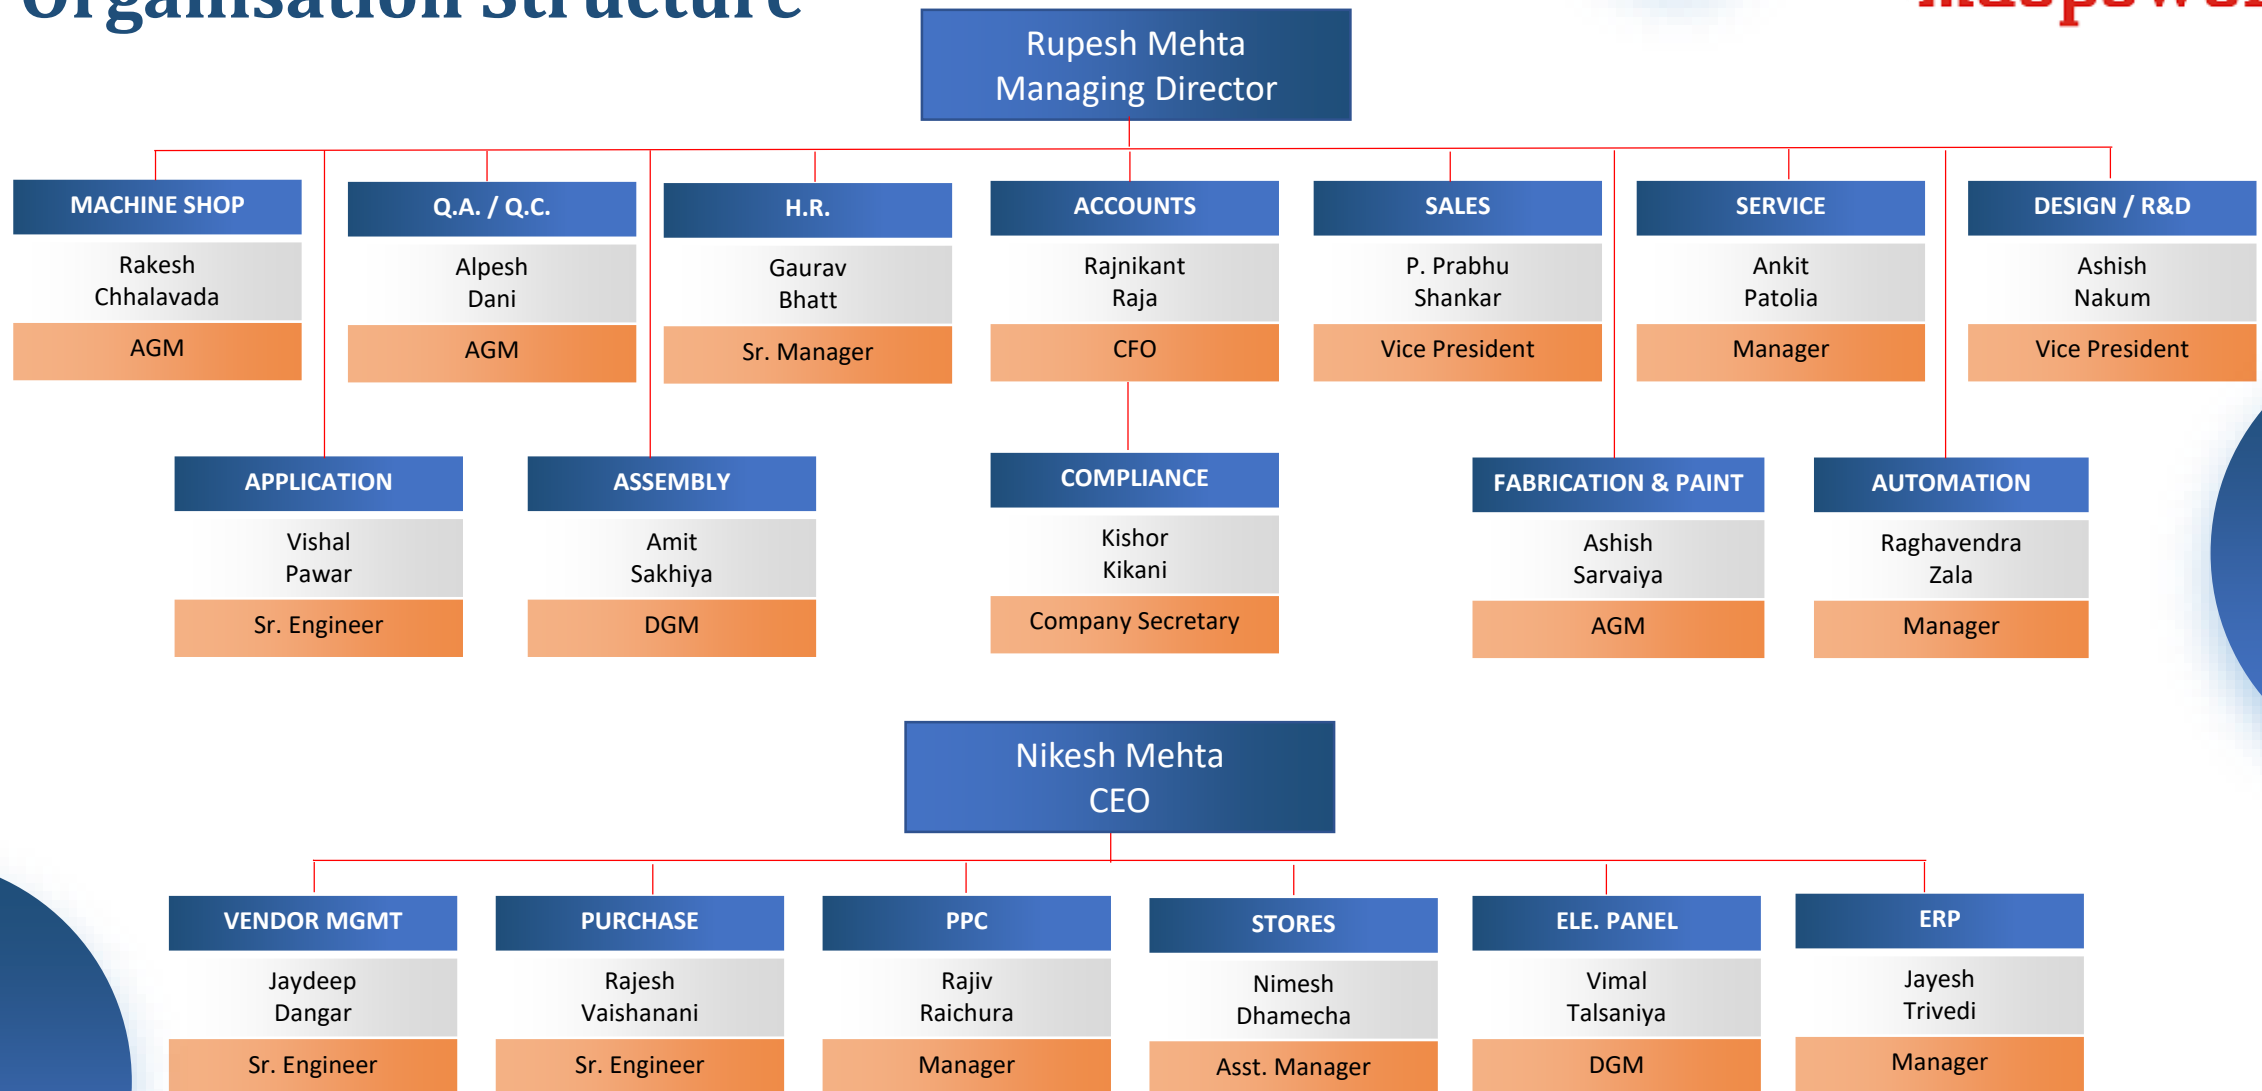 Organisation Structure
Rupesh Mehta
Managing Director
MACHINE SHOP
Rakesh
Chhalavada
AGM
Q.A. / Q.C.
Alpesh
Dani
AGM
H.R.
Gaurav
Bhatt
Sr. Manager
ACCOUNTS
Rajnikant
Raja
CFO
SALES
P. Prabhu
Shankar
Vice President
SERVICE
Ankit
Patolia
Manager
DESIGN / R&D
Ashish
Nakum
Vice President
APPLICATION
Vishal
Pawar
Sr. Engineer
ASSEMBLY
Amit
Sakhiya
DGM
COMPLIANCE
Kishor
Kikani
Company Secretary
FABRICATION & PAINT
Ashish
Sarvaiya
AGM
AUTOMATION
Raghavendra
Zala
Manager
Nikesh Mehta
CEO
VENDOR MGMT
Jaydeep
Dangar
Sr. Engineer
PURCHASE
Rajesh
Vaishanani
Sr. Engineer
PPC
Rajiv
Raichura
Manager
STORES
Nimesh
Dhamecha
Asst. Manager
ELE. PANEL
Vimal
Talsaniya
DGM
ERP
Jayesh
Trivedi
Manager